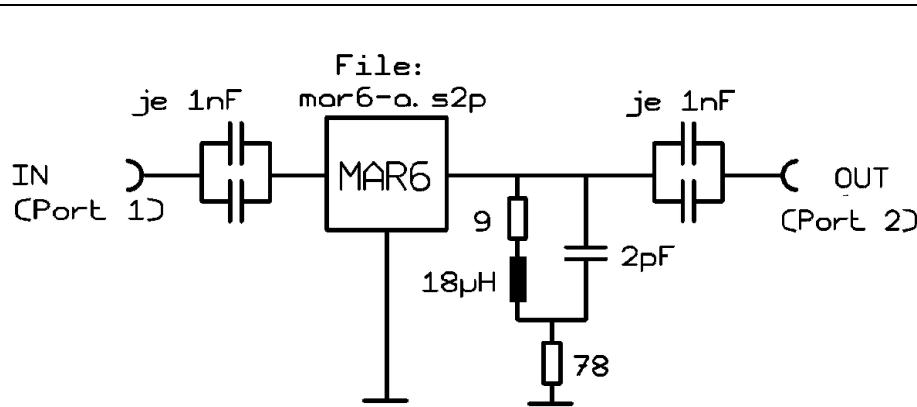 File:
mar6-a.s2p
je 1nF
je 1nF
IN
(Port 1)
MAR6
OUT
(Port 2)
9
18µH
2pF
78